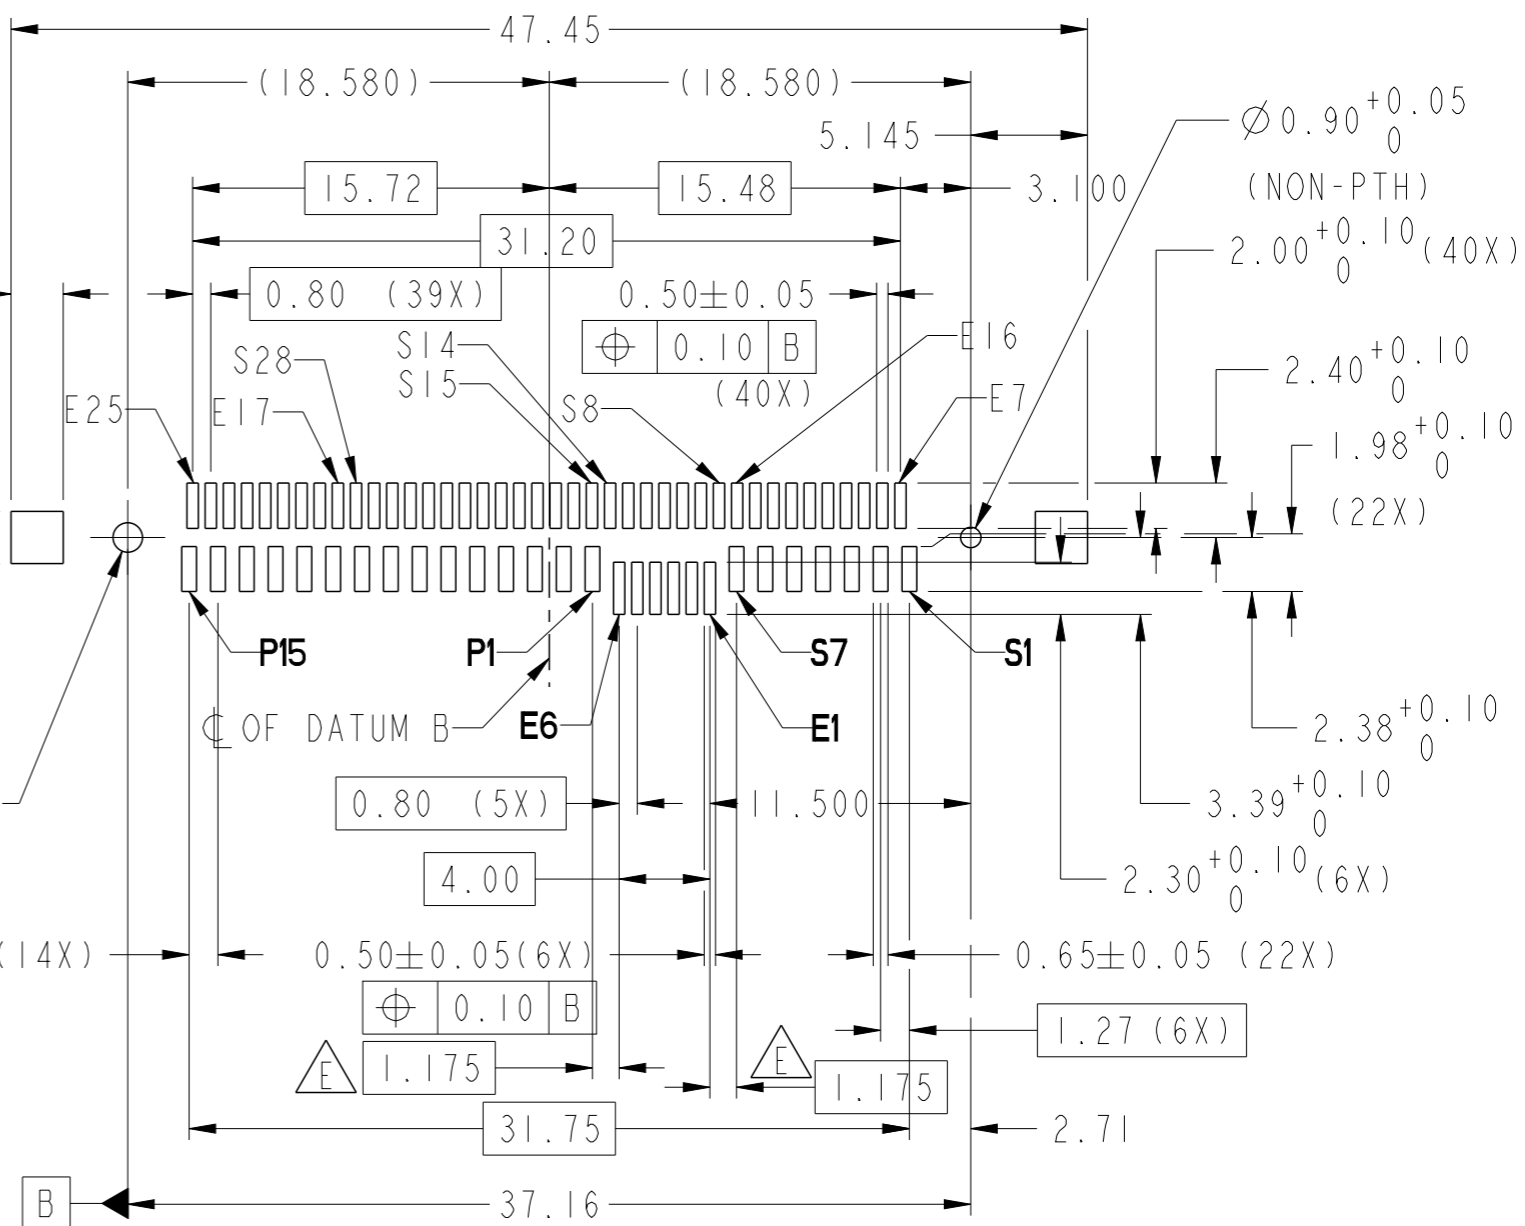 47.45
(18.580) (18.580)
5.145
Ø0.90 +0.05 0
(NON-PTH)
15.72 15.48 3.100
31.20
2.00 +0.10 0 (40X)
0.80 (39X) 0.50±0.05
⌖ 0.10 B
(40X)
S14
S15
E16
S28
E25
E17
S8
E7
2.40 +0.10 0
1.98 +0.10 0
(22X)
P15 P1 S7 S1
℄ OF DATUM B
E6 E1
2.38 +0.10 0
0.80 (5X) 11.500
3.39 +0.10 0
4.00
2.30 +0.10 0 (6X)
(14X) 0.50±0.05(6X) 0.65±0.05 (22X)
⌖ 0.10 B
1.27 (6X)
E 1.175 E 1.175
31.75 2.71
B 37.16